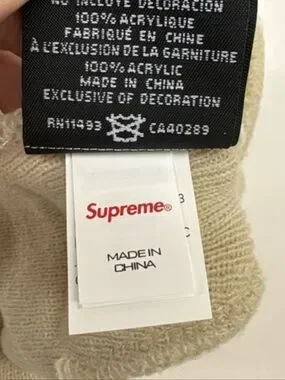 NO INCLUYE DECORACIÓN
100% ACRYLIQUE
FABRIQUÉ EN CHINE
À L'EXCLUSION DE LA GARNITURE
100% ACRYLIC
MADE IN CHINA
EXCLUSIVE OF DECORATION
RN11493 CA40289
Supreme®
MADE IN
CHINA